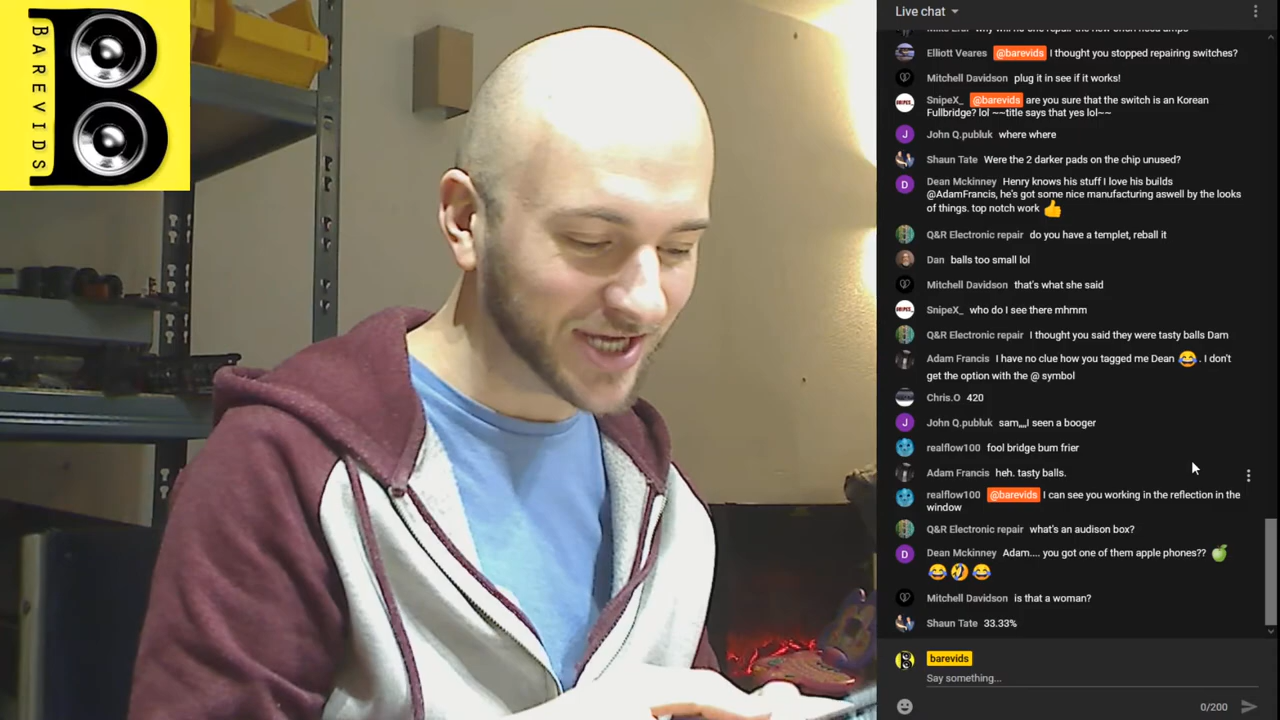 BAREVIDS
Live chat
Elliott Veares @barevids I thought you stopped repairing switches?
Mitchell Davidson plug it in see if it works!
SnipeX_ @barevids are you sure that the switch is an Korean
Fullbridge? lol ~~title says that yes lol~~
John Q.publuk where where
Shaun Tate Were the 2 darker pads on the chip unused?
Dean Mckinney Henry knows his stuff I love his builds
@AdamFrancis, he's got some nice manufacturing aswell by the looks
of things. top notch work 👍
Q&R Electronic repair do you have a templet, reball it
Dan balls too small lol
Mitchell Davidson that's what she said
SnipeX_ who do I see there mhmm
Q&R Electronic repair I thought you said they were tasty balls Dam
Adam Francis I have no clue how you tagged me Dean 😂 . I don't
get the option with the @ symbol
Chris.O 420
John Q.publuk sam,,,,I seen a booger
realflow100 fool bridge bum frier
Adam Francis heh. tasty balls.
realflow100 @barevids I can see you working in the reflection in the
window
Q&R Electronic repair what's an audison box?
Dean Mckinney Adam.... you got one of them apple phones?? 🍏
😂 🤣 😂
Mitchell Davidson is that a woman?
Shaun Tate 33.33%
barevids
Say something...
0/200